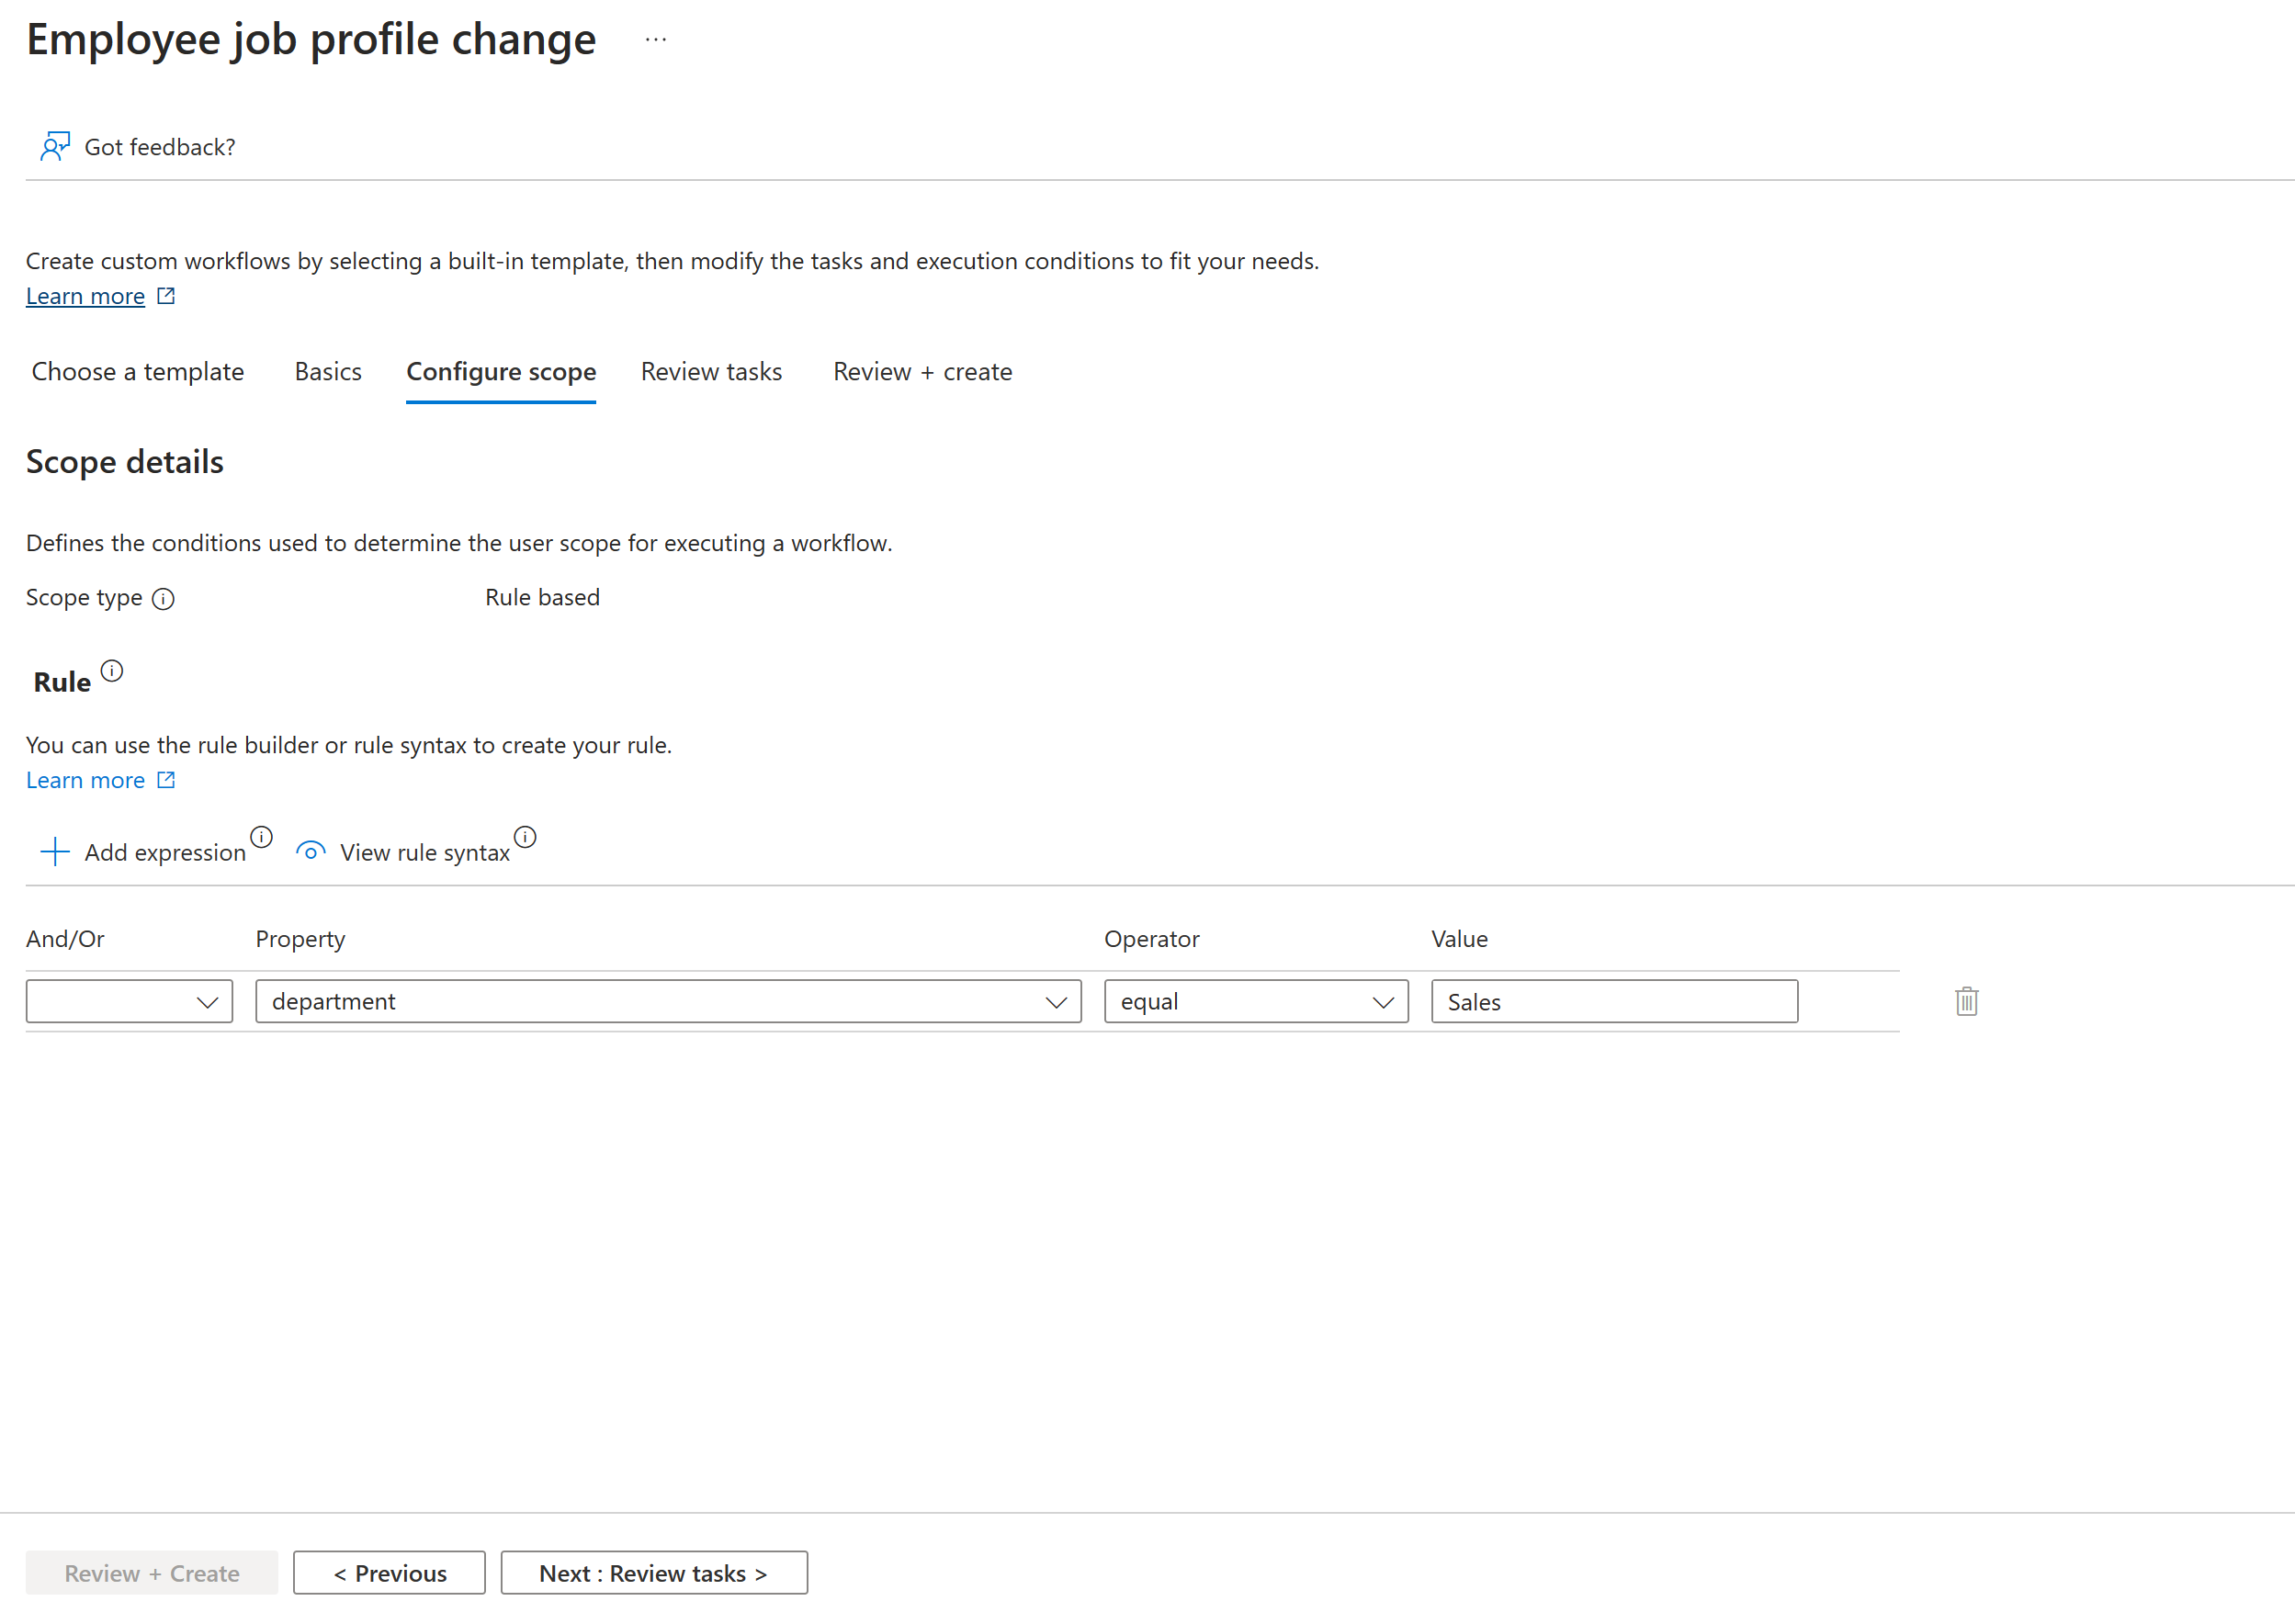 Employee job profile change ...
Got feedback?
Create custom workflows by selecting a built-in template, then modify the tasks and execution conditions to fit your needs.
Learn more
Choose a template Basics Configure scope Review tasks Review + create
Scope details
Defines the conditions used to determine the user scope for executing a workflow.
Scope type Rule based
Rule
You can use the rule builder or rule syntax to create your rule.
Learn more
Add expression View rule syntax
And/Or Property Operator Value
department equal Sales
Review + Create < Previous Next : Review tasks >